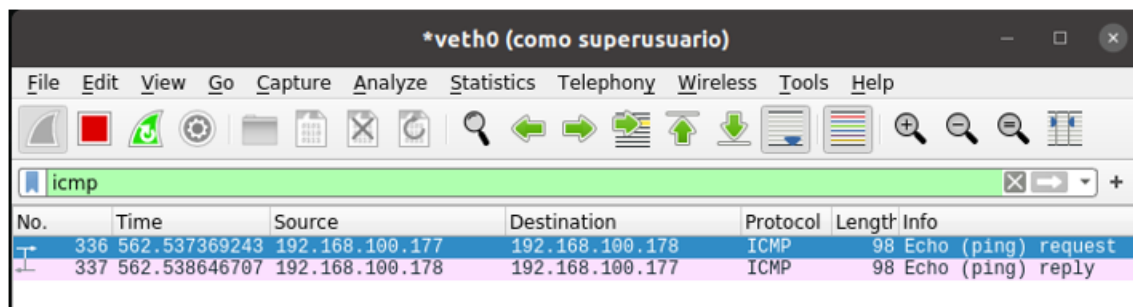 *veth0 (como superusuario)
File Edit View Go Capture Analyze Statistics Telephony Wireless Tools Help
icmp
No. Time Source Destination Protocol Length Info
336 562.537369243 192.168.100.177 192.168.100.178 ICMP 98 Echo (ping) request
337 562.538646707 192.168.100.178 192.168.100.177 ICMP 98 Echo (ping) reply